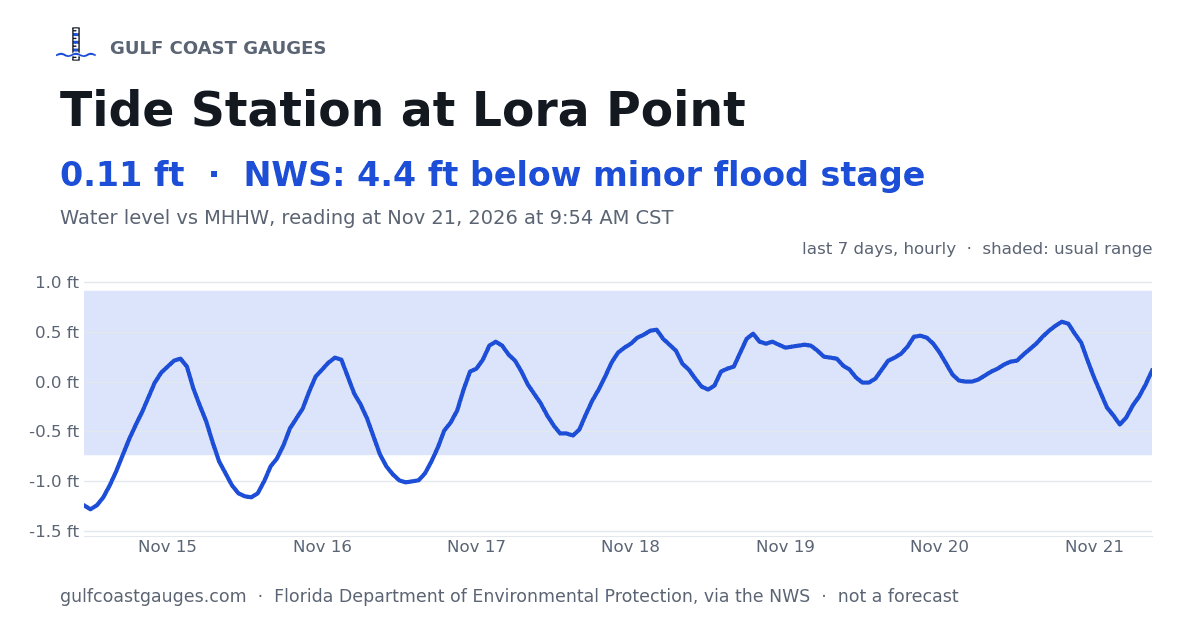 GULF COAST GAUGES
Tide Station at Lora Point
0.11 ft · NWS: 4.4 ft below minor flood stage
Water level vs MHHW, reading at Nov 21, 2026 at 9:54 AM CST
last 7 days, hourly · shaded: usual range
1.0 ft
0.5 ft
0.0 ft
-0.5 ft
-1.0 ft
-1.5 ft
Nov 15 Nov 16 Nov 17 Nov 18 Nov 19 Nov 20 Nov 21
gulfcoastgauges.com · Florida Department of Environmental Protection, via the NWS · not a forecast